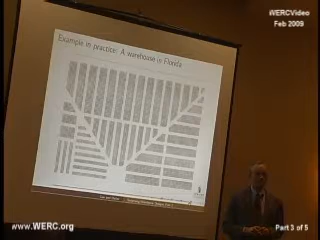 WERCVideo
Feb 2009
Example in practice: A warehouse in Florida
www.WERC.org
Part 3 of 5